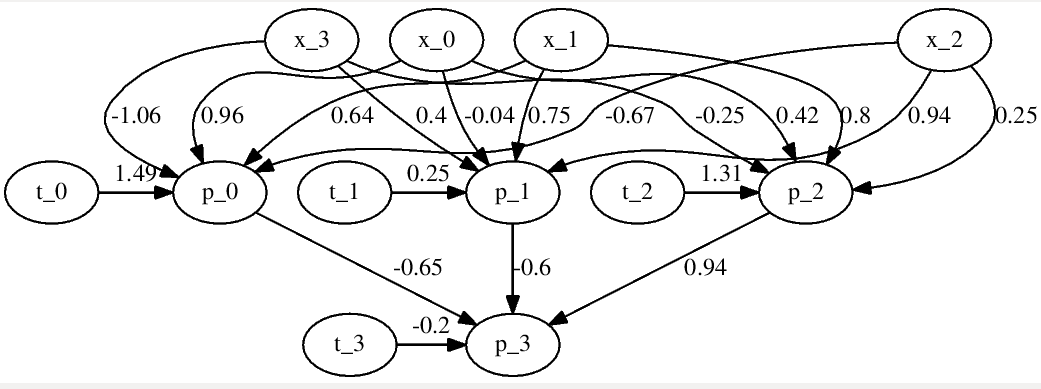 x_3 x_0 x_1 x_2
-1.06 0.96 0.64 0.4 -0.04 0.75 -0.67 -0.25 0.42 0.8 0.94 0.25
1.49 0.25 1.31
t_0 p_0 t_1 p_1 t_2 p_2
-0.65 -0.6 0.94
-0.2
t_3 p_3